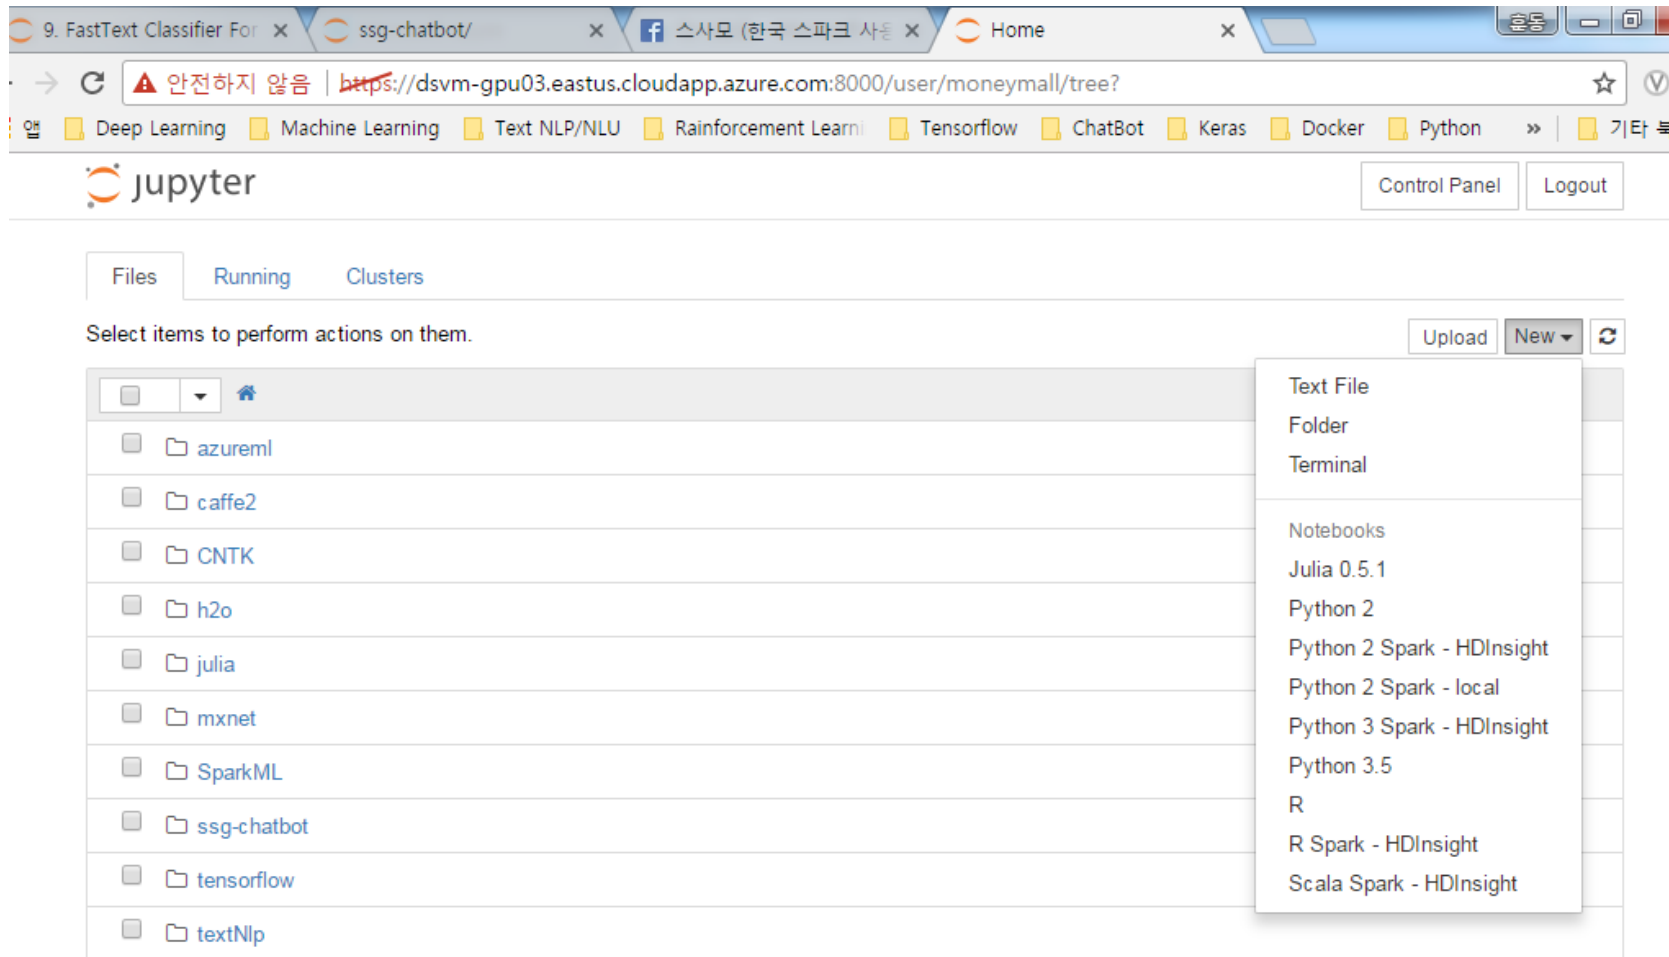 9. FastText Classifier For
ssg-chatbot/
스사모 (한국 스파크 사용
Home
훈동
안전하지 않음 https://dsvm-gpu03.eastus.cloudapp.azure.com:8000/user/moneymall/tree?
앱 Deep Learning Machine Learning Text NLP/NLU Rainforcement Learni Tensorflow ChatBot Keras Docker Python » 기타
jupyter
Control Panel Logout
Files Running Clusters
Select items to perform actions on them.
Upload New
azureml
caffe2
CNTK
h2o
julia
mxnet
SparkML
ssg-chatbot
tensorflow
textNlp
Text File
Folder
Terminal
Notebooks
Julia 0.5.1
Python 2
Python 2 Spark - HDInsight
Python 2 Spark - local
Python 3 Spark - HDInsight
Python 3.5
R
R Spark - HDInsight
Scala Spark - HDInsight